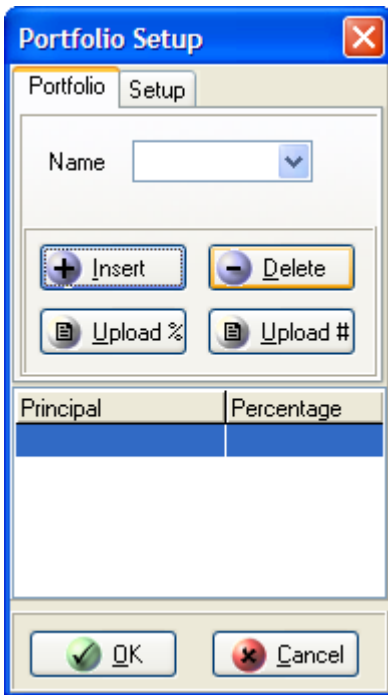 Portfolio Setup
Portfolio Setup
Name
Insert Delete
Upload % Upload #
Principal Percentage
OK Cancel